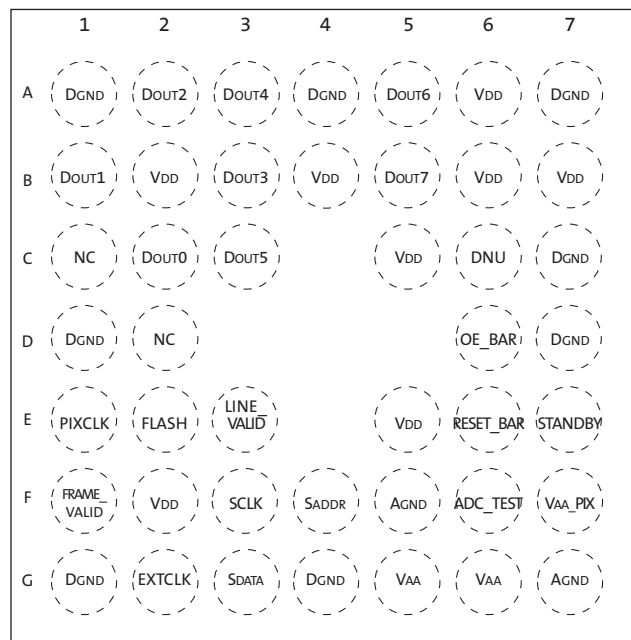 1 2 3 4 5 6 7
A DGND DOUT2 DOUT4 DGND DOUT6 VDD DGND
B DOUT1 VDD DOUT3 VDD DOUT7 VDD VDD
C NC DOUT0 DOUT5 VDD DNU DGND
D DGND NC OE_BAR DGND
E PIXCLK FLASH LINE_
VALID VDD RESET_BAR STANDBY
F FRAME_
VALID VDD SCLK SADDR AGND ADC_TEST VAA_PIX
G DGND EXTCLK SDATA DGND VAA VAA AGND